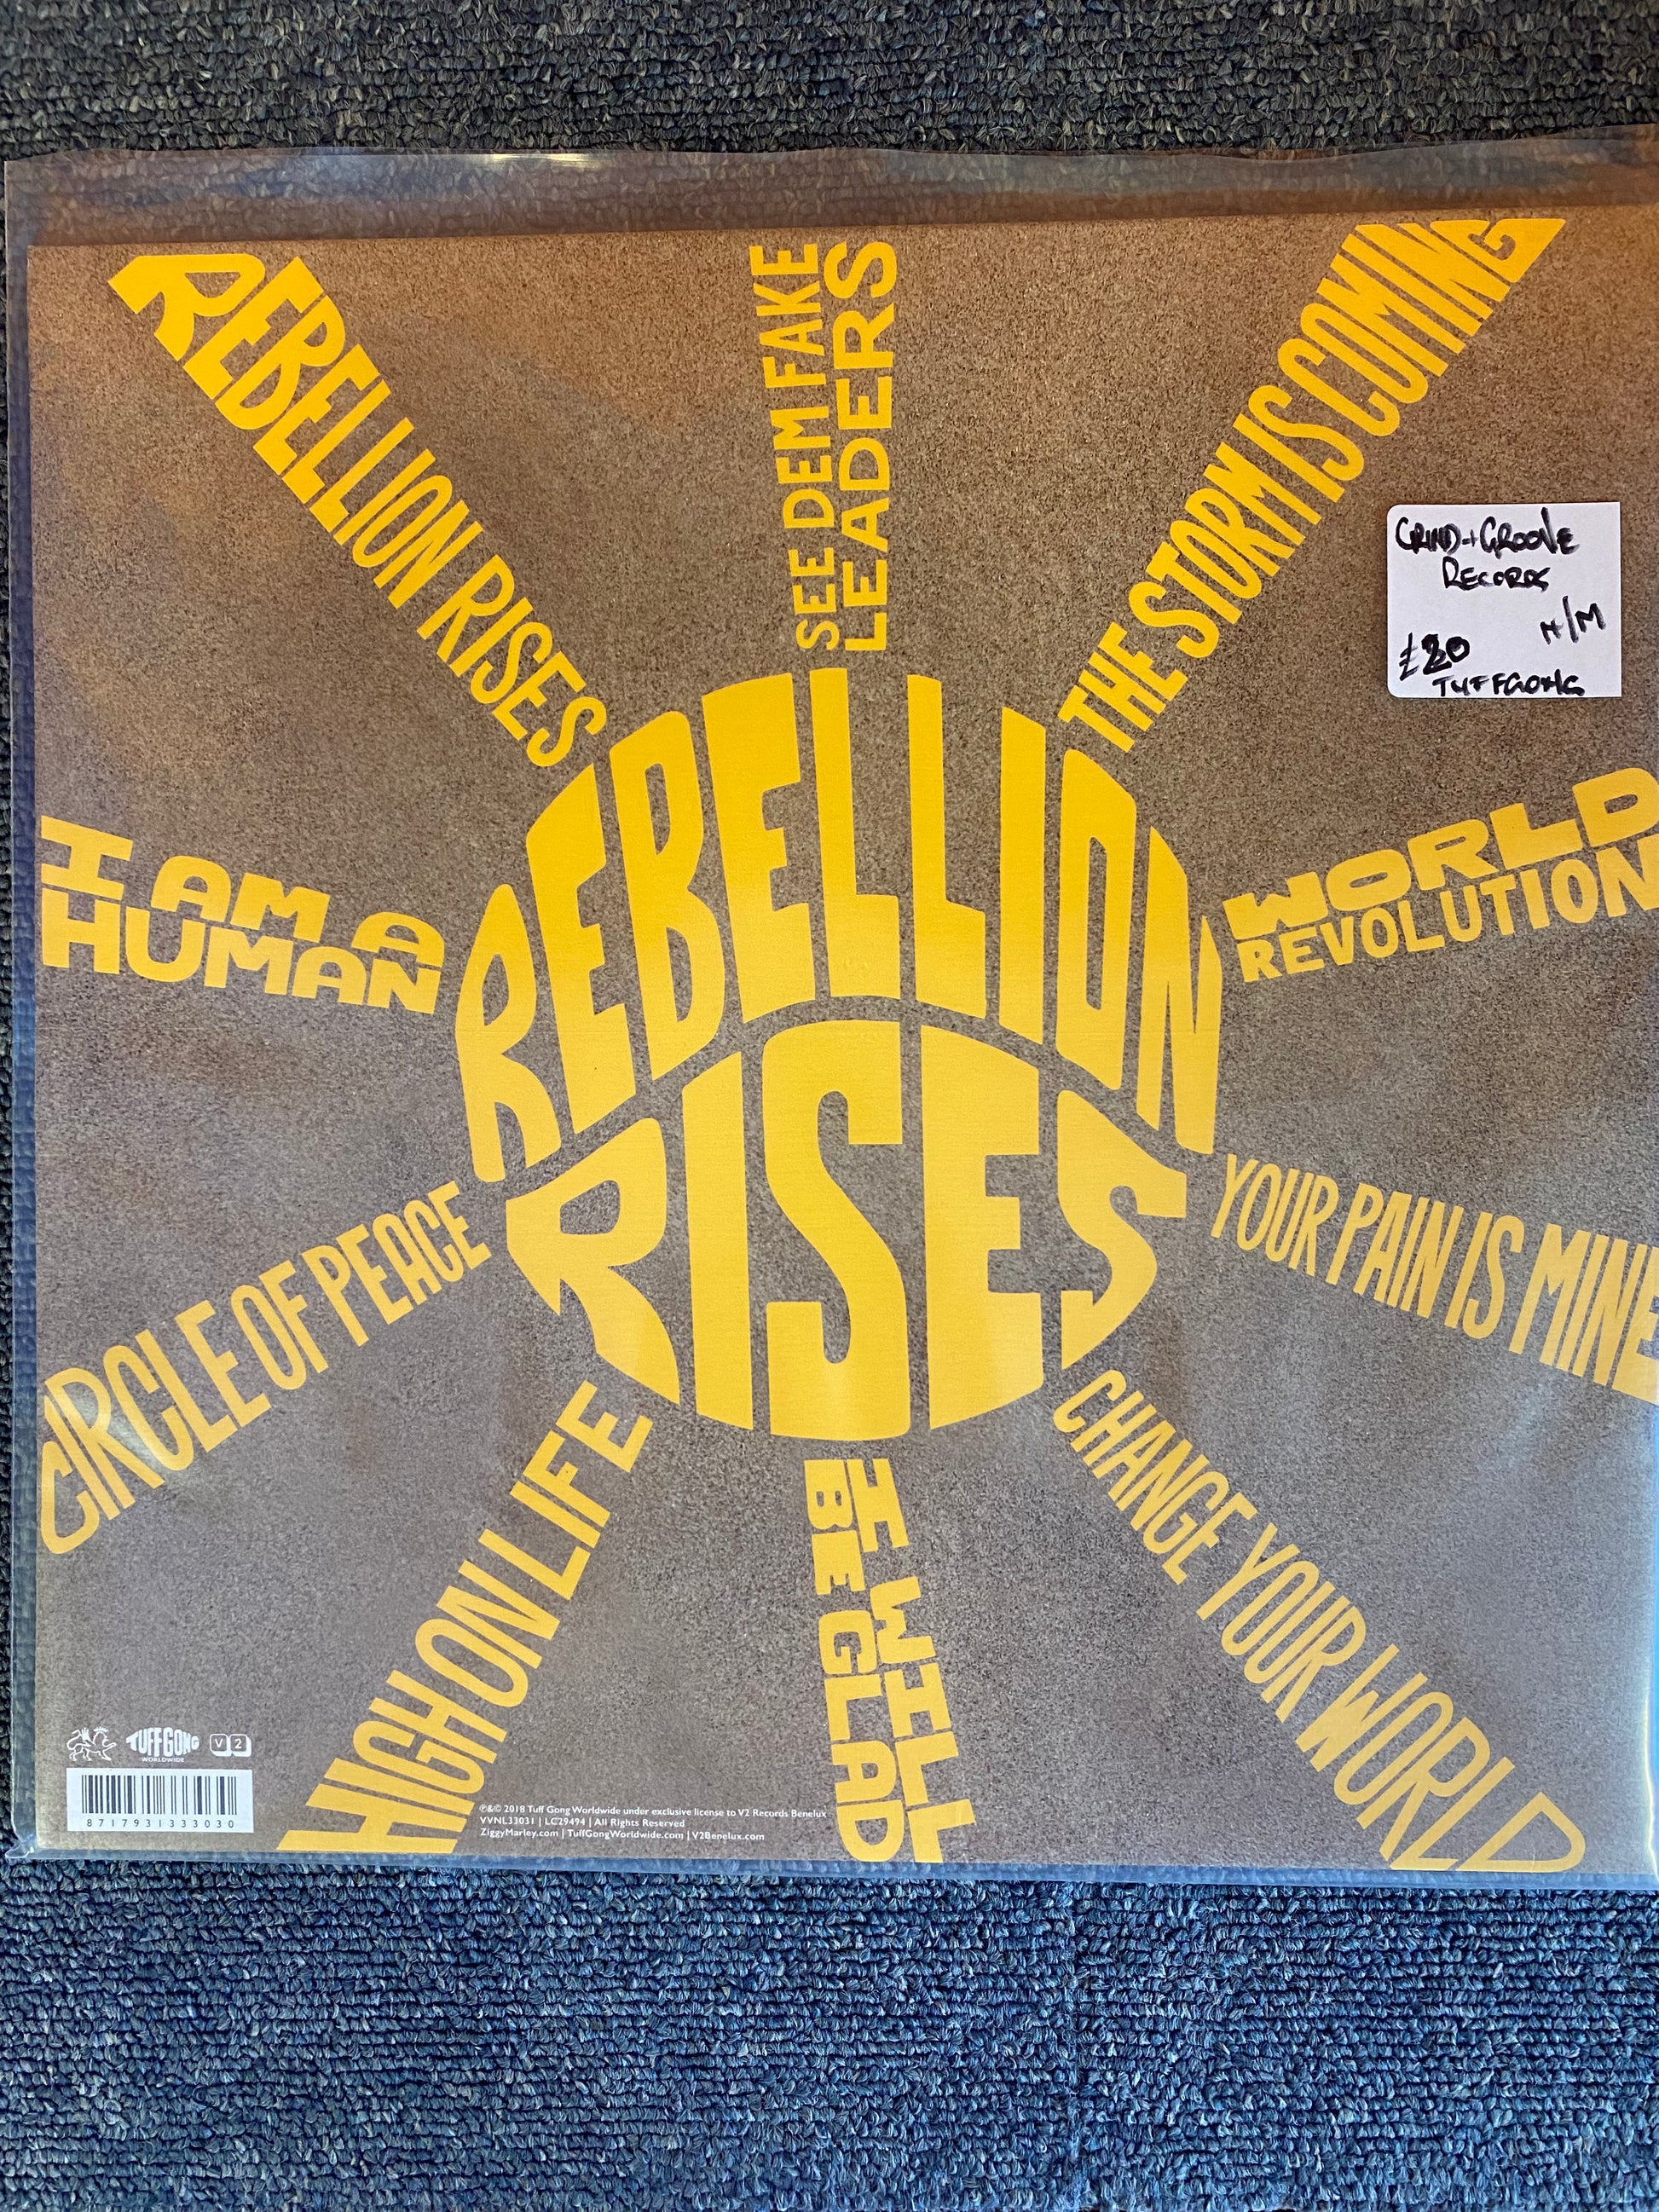 REBELLION RISES
SEE DEM FAKE
LEADERS
THE STORM IS COMING
GRIND + GROOVE
RECORDS
N/M
£20
TUFFGONG
I AM A
HUMAN
WORLD
REVOLUTION
REBELLION
RISES
CIRCLE OF PEACE
YOUR PAIN IS MINE
HIGH ON LIFE
I WILL
BE GLAD
CHANGE YOUR WORLD
TUFF GONG
WORLDWIDE
V2
8717931333030
℗&© 2018 Tuff Gong Worldwide under exclusive license to V2 Records Benelux
VVNL33031 | LC29494 | All Rights Reserved
ZiggyMarley.com | TuffGongWorldwide.com | V2Benelux.com